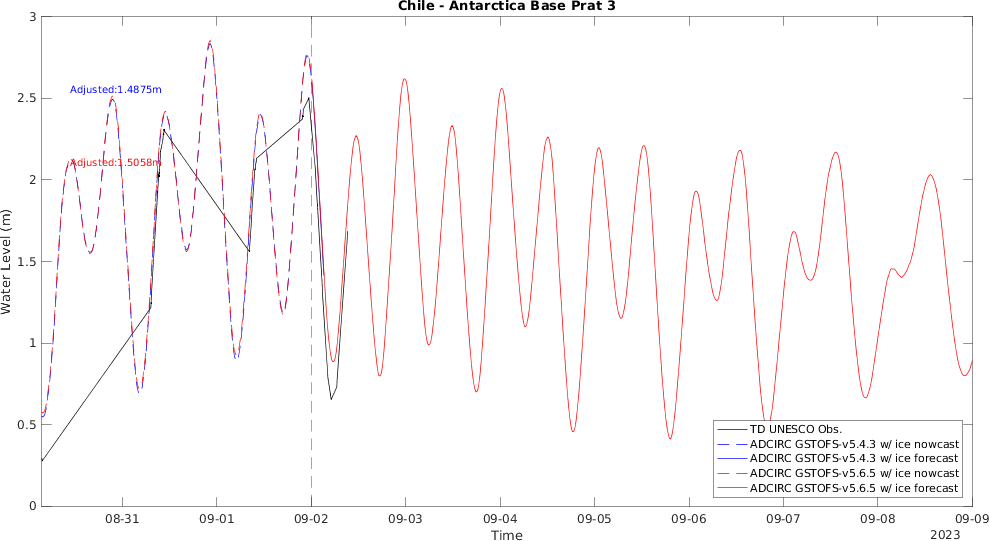 Chile - Antarctica Base Prat 3
3
2.5
2
1.5
1
0.5
0
Water Level (m)
Adjusted:1.4875m
Adjusted:1.5058m
TD UNESCO Obs.
ADCIRC GSTOFS-v5.4.3 w/ ice nowcast
ADCIRC GSTOFS-v5.4.3 w/ ice forecast
ADCIRC GSTOFS-v5.6.5 w/ ice nowcast
ADCIRC GSTOFS-v5.6.5 w/ ice forecast
08-31 09-01 09-02 09-03 09-04 09-05 09-06 09-07 09-08 09-09
Time
2023